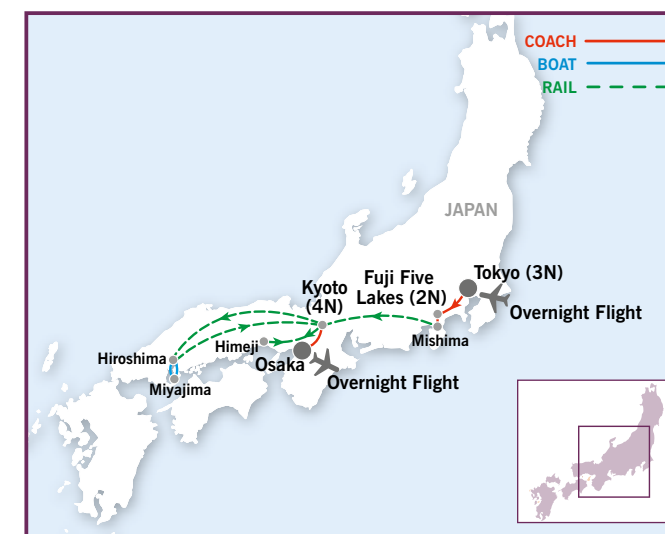 COACH
BOAT
RAIL
JAPAN
Tokyo (3N)
Fuji Five
Lakes (2N)
Kyoto
(4N)
Overnight Flight
Mishima
Himeji
Hiroshima
Osaka
Miyajima
Overnight Flight